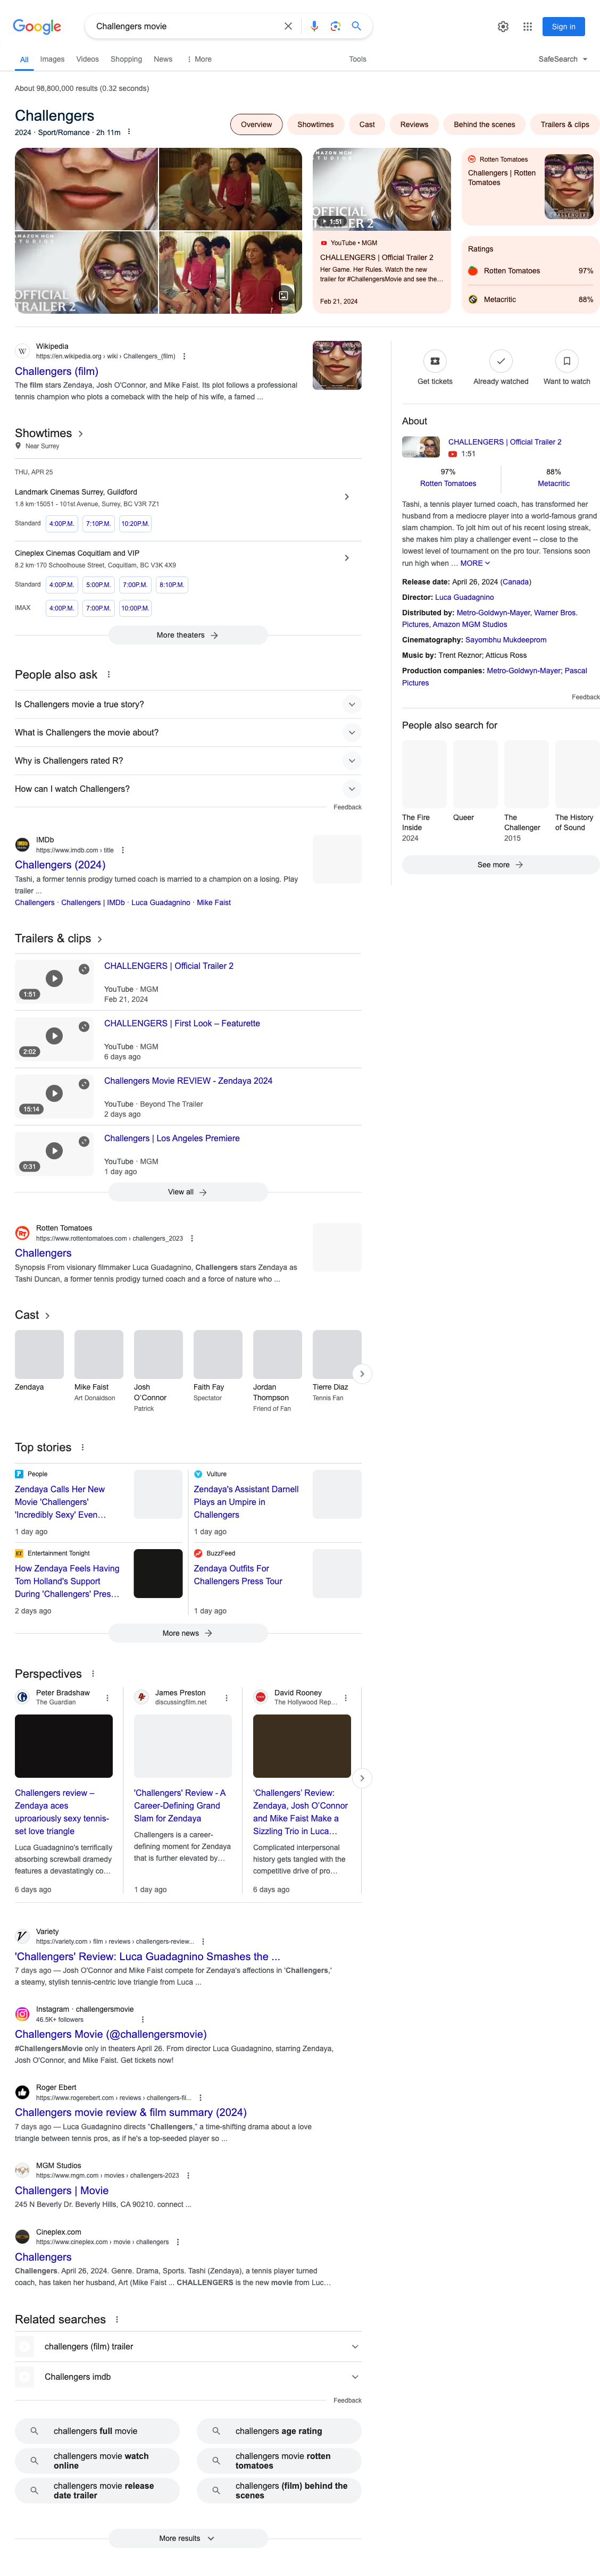 Google
Challengers movie
Sign in
All
Images
Videos
Shopping
News
More
Tools
SafeSearch
About 98,800,000 results (0.32 seconds)
Challengers
2024 · Sport/Romance · 2h 11m
Overview
Showtimes
Cast
Reviews
Behind the scenes
Trailers & clips
AMAZON MGM
STUDIOS
OFFICIAL
TRAILER 2
AMAZON MGM
STUDIOS
OFFICIAL
TRAILER 2
1:51
YouTube • MGM
CHALLENGERS | Official Trailer 2
Her Game. Her Rules. Watch the new
trailer for #ChallengersMovie and see the...
Feb 21, 2024
Rotten Tomatoes
Challengers | Rotten
Tomatoes
CHALLENGERS
Ratings
Rotten Tomatoes 97%
Metacritic 88%
Wikipedia
https://en.wikipedia.org › wiki › Challengers_(film)
Challengers (film)
The film stars Zendaya, Josh O'Connor, and Mike Faist. Its plot follows a professional
tennis champion who plots a comeback with the help of his wife, a famed ...
Showtimes
Near Surrey
THU, APR 25
Landmark Cinemas Surrey, Guildford
1.8 km·15051 - 101st Avenue, Surrey, BC V3R 7Z1
Standard 4:00P.M. 7:10P.M. 10:20P.M.
Cineplex Cinemas Coquitlam and VIP
8.2 km·170 Schoolhouse Street, Coquitlam, BC V3K 4X9
Standard 4:00P.M. 5:00P.M. 7:00P.M. 8:10P.M.
IMAX 4:00P.M. 7:00P.M. 10:00P.M.
More theaters
People also ask
Is Challengers movie a true story?
What is Challengers the movie about?
Why is Challengers rated R?
How can I watch Challengers?
Feedback
IMDb
https://www.imdb.com › title
Challengers (2024)
Tashi, a former tennis prodigy turned coach is married to a champion on a losing. Play
trailer ...
Challengers · Challengers | IMDb · Luca Guadagnino · Mike Faist
Trailers & clips
1:51
CHALLENGERS | Official Trailer 2
YouTube · MGM
Feb 21, 2024
2:02
CHALLENGERS | First Look – Featurette
YouTube · MGM
6 days ago
15:14
Challengers Movie REVIEW - Zendaya 2024
YouTube · Beyond The Trailer
2 days ago
0:31
Challengers | Los Angeles Premiere
YouTube · MGM
1 day ago
View all
Rotten Tomatoes
https://www.rottentomatoes.com › challengers_2023
Challengers
Synopsis From visionary filmmaker Luca Guadagnino, Challengers stars Zendaya as
Tashi Duncan, a former tennis prodigy turned coach and a force of nature who ...
Cast
Zendaya
Mike Faist
Art Donaldson
Josh
O'Connor
Patrick
Faith Fay
Spectator
Jordan
Thompson
Friend of Fan
Tierre Diaz
Tennis Fan
Top stories
People
Zendaya Calls Her New
Movie 'Challengers'
'Incredibly Sexy' Even...
1 day ago
Vulture
Zendaya's Assistant Darnell
Plays an Umpire in
Challengers
1 day ago
Entertainment Tonight
How Zendaya Feels Having
Tom Holland's Support
During 'Challengers' Pres...
2 days ago
BuzzFeed
Zendaya Outfits For
Challengers Press Tour
1 day ago
More news
Perspectives
Peter Bradshaw
The Guardian
Challengers review –
Zendaya aces
uproariously sexy tennis-
set love triangle
Luca Guadagnino's terrifically
absorbing screwball dramedy
features a devastatingly co...
6 days ago
James Preston
discussingfilm.net
'Challengers' Review - A
Career-Defining Grand
Slam for Zendaya
Challengers is a career-
defining moment for Zendaya
that is further elevated by...
1 day ago
David Rooney
The Hollywood Rep...
'Challengers' Review:
Zendaya, Josh O'Connor
and Mike Faist Make a
Sizzling Trio in Luca...
Complicated interpersonal
history gets tangled with the
competitive drive of pro...
6 days ago
Variety
https://variety.com › film › reviews › challengers-review...
'Challengers' Review: Luca Guadagnino Smashes the ...
7 days ago — Josh O'Connor and Mike Faist compete for Zendaya's affections in 'Challengers,'
a steamy, stylish tennis-centric love triangle from Luca ...
Instagram · challengersmovie
46.5K+ followers
Challengers Movie (@challengersmovie)
#ChallengersMovie only in theaters April 26. From director Luca Guadagnino, starring Zendaya,
Josh O'Connor, and Mike Faist. Get tickets now!
Roger Ebert
https://www.rogerebert.com › reviews › challengers-fil...
Challengers movie review & film summary (2024)
7 days ago — Luca Guadagnino directs "Challengers," a time-shifting drama about a love
triangle between tennis pros, as if he's a top-seeded player so ...
MGM Studios
https://www.mgm.com › movies › challengers-2023
Challengers | Movie
245 N Beverly Dr. Beverly Hills, CA 90210. connect ...
Cineplex.com
https://www.cineplex.com › movie › challengers
Challengers
Challengers. April 26, 2024. Genre. Drama, Sports. Tashi (Zendaya), a tennis player turned
coach, has taken her husband, Art (Mike Faist ... CHALLENGERS is the new movie from Luc...
Related searches
challengers (film) trailer
Challengers imdb
Feedback
challengers full movie
challengers age rating
challengers movie watch
online
challengers movie rotten
tomatoes
challengers movie release
date trailer
challengers (film) behind the
scenes
More results
Get tickets
Already watched
Want to watch
About
CHALLENGERS | Official Trailer 2
1:51
97%
Rotten Tomatoes
88%
Metacritic
Tashi, a tennis player turned coach, has transformed her
husband from a mediocre player into a world-famous grand
slam champion. To jolt him out of his recent losing streak,
she makes him play a challenger event -- close to the
lowest level of tournament on the pro tour. Tensions soon
run high when … MORE
Release date: April 26, 2024 (Canada)
Director: Luca Guadagnino
Distributed by: Metro-Goldwyn-Mayer, Warner Bros.
Pictures, Amazon MGM Studios
Cinematography: Sayombhu Mukdeeprom
Music by: Trent Reznor; Atticus Ross
Production companies: Metro-Goldwyn-Mayer; Pascal
Pictures
Feedback
People also search for
The Fire
Inside
2024
Queer
The
Challenger
2015
The History
of Sound
See more